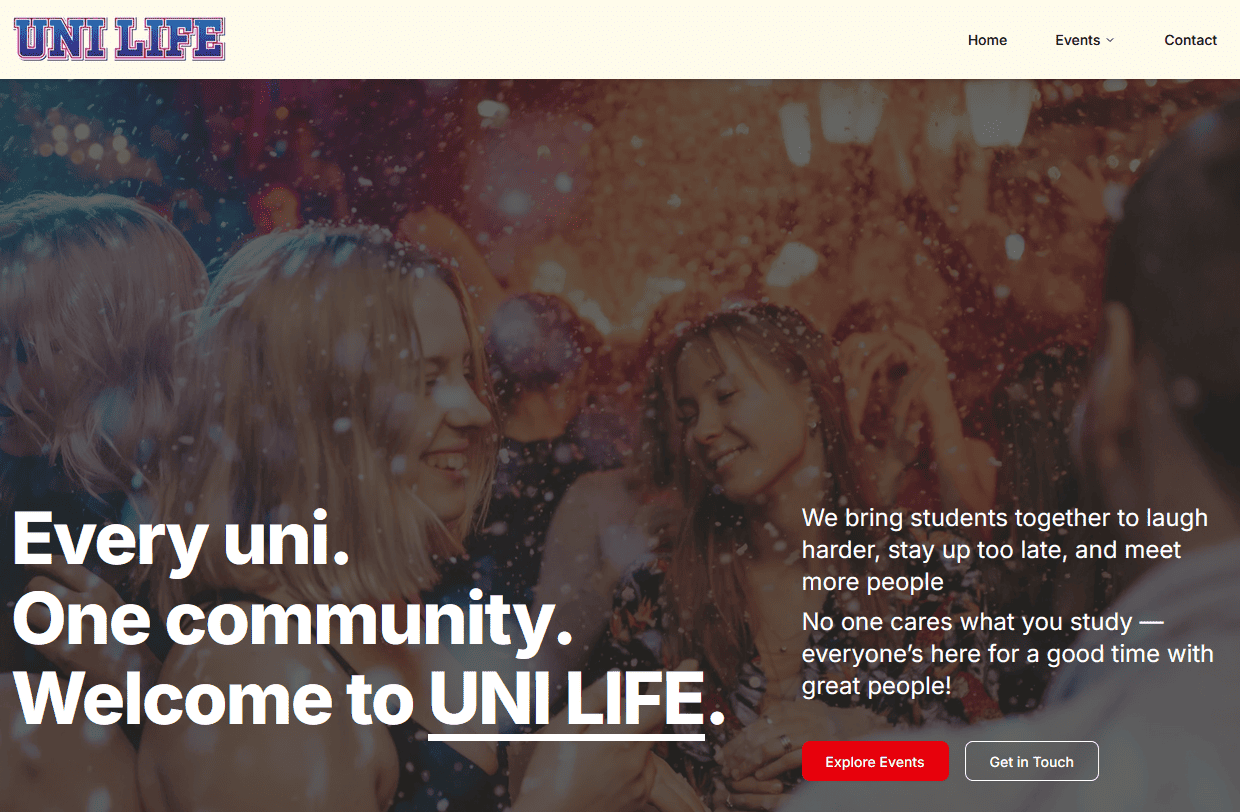 UNI LIFE
Home
Events
Contact
Every uni.
One community.
Welcome to UNI LIFE.
We bring students together to laugh
harder, stay up too late, and meet
more people
No one cares what you study —
everyone’s here for a good time with
great people!
Explore Events
Get in Touch